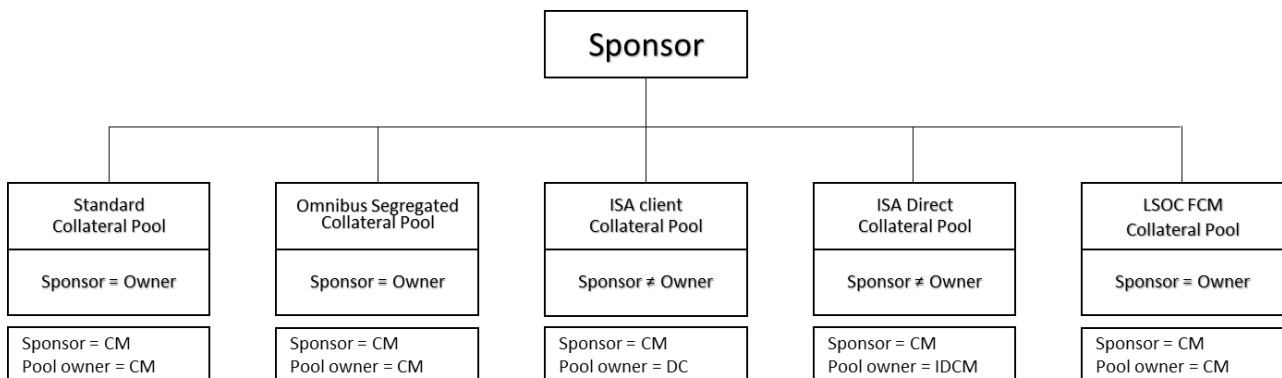 Sponsor
Standard
Collateral Pool
Sponsor = Owner
Sponsor = CM
Pool owner = CM
Omnibus Segregated
Collateral Pool
Sponsor = Owner
Sponsor = CM
Pool owner = CM
ISA client
Collateral Pool
Sponsor ≠ Owner
Sponsor = CM
Pool owner = DC
ISA Direct
Collateral Pool
Sponsor ≠ Owner
Sponsor = CM
Pool owner = IDCM
LSOC FCM
Collateral Pool
Sponsor = Owner
Sponsor = CM
Pool owner = CM